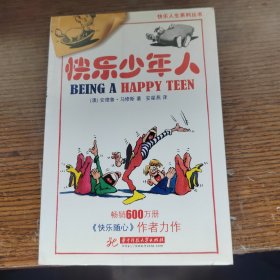 快乐人生系列丛书
快乐少年人
BEING A HAPPY TEEN
(澳) 安德鲁·马修斯 著 安星燕 译
畅销600万册
《快乐随心》作者力作
华中科技大学出版社